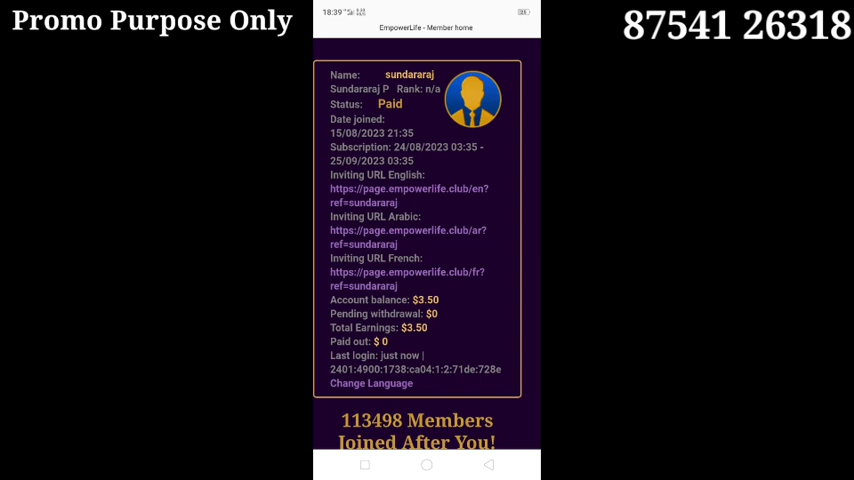 Promo Purpose Only
87541 26318
18:39
EmpowerLife - Member home
Name: sundararaj
Sundararaj P Rank: n/a
Status: Paid
Date joined:
15/08/2023 21:35
Subscription: 24/08/2023 03:35 -
25/09/2023 03:35
Inviting URL English:
https://page.empowerlife.club/en?
ref=sundararaj
Inviting URL Arabic:
https://page.empowerlife.club/ar?
ref=sundararaj
Inviting URL French:
https://page.empowerlife.club/fr?
ref=sundararaj
Account balance: $3.50
Pending withdrawal: $0
Total Earnings: $3.50
Paid out: $ 0
Last login: just now |
2401:4900:1738:ca04:1:2:71de:728e
Change Language
113498 Members
Joined After You!